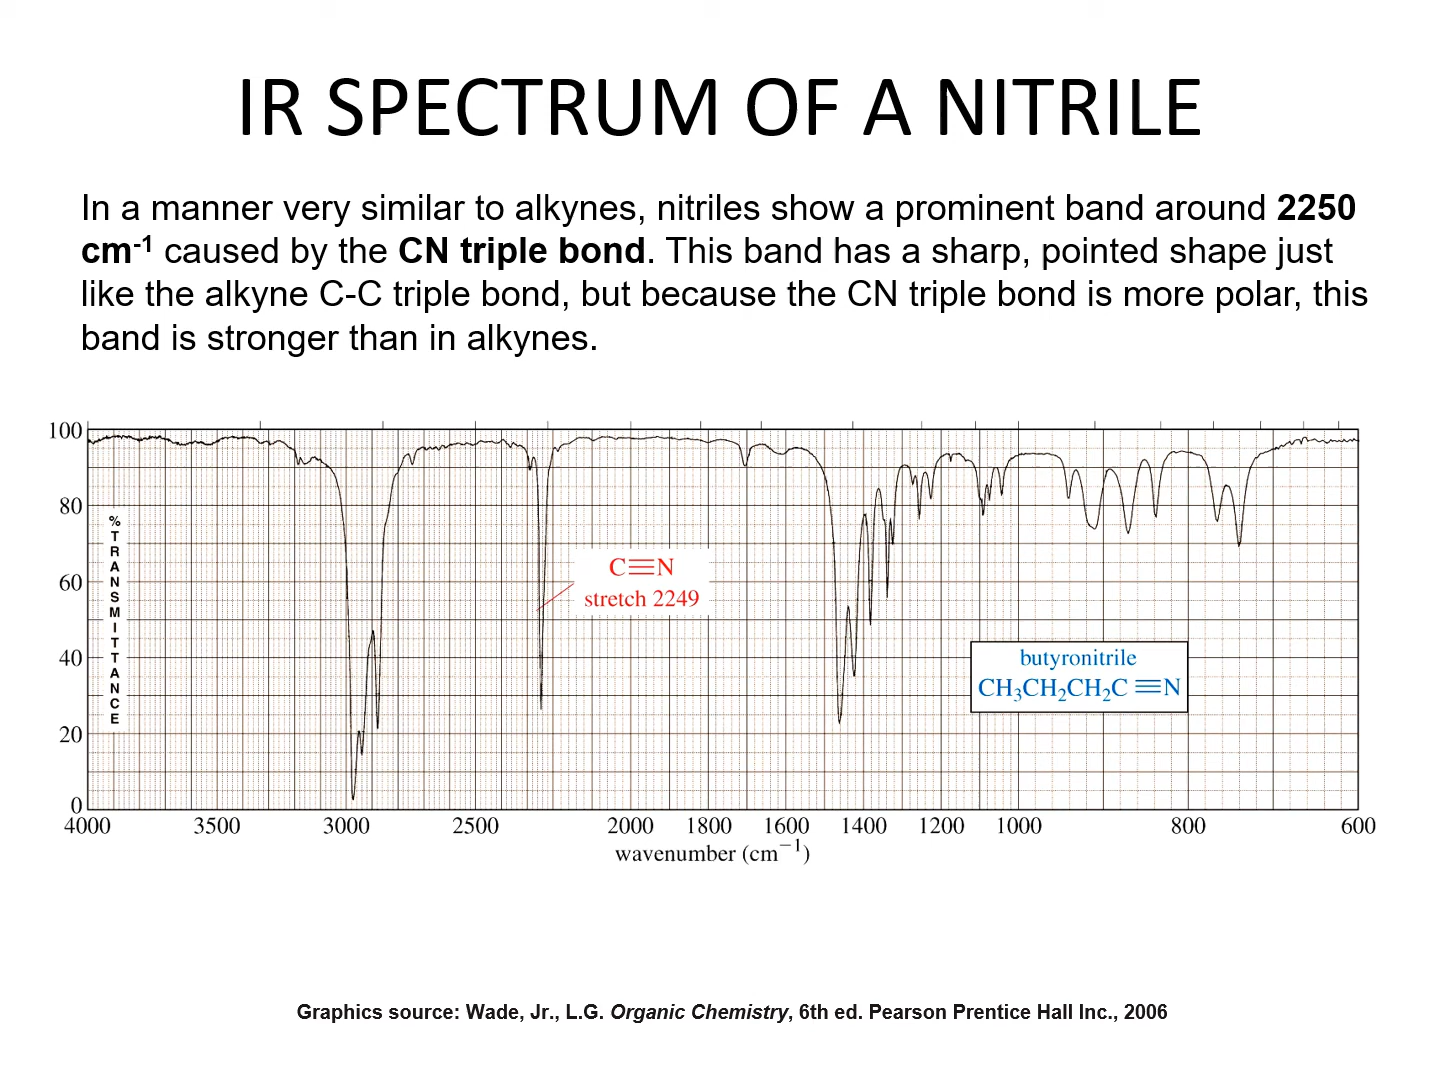 IR SPECTRUM OF A NITRILE
In a manner very similar to alkynes, nitriles show a prominent band around 2250
cm-1 caused by the CN triple bond. This band has a sharp, pointed shape just
like the alkyne C-C triple bond, but because the CN triple bond is more polar, this
band is stronger than in alkynes.
100
80
60
40
20
0
%TRANSMITTANCE
C≡N
stretch 2249
butyronitrile
CH3CH2CH2C≡N
4000 3500 3000 2500 2000 1800 1600 1400 1200 1000 800 600
wavenumber (cm−1)
Graphics source: Wade, Jr., L.G. Organic Chemistry, 6th ed. Pearson Prentice Hall Inc., 2006